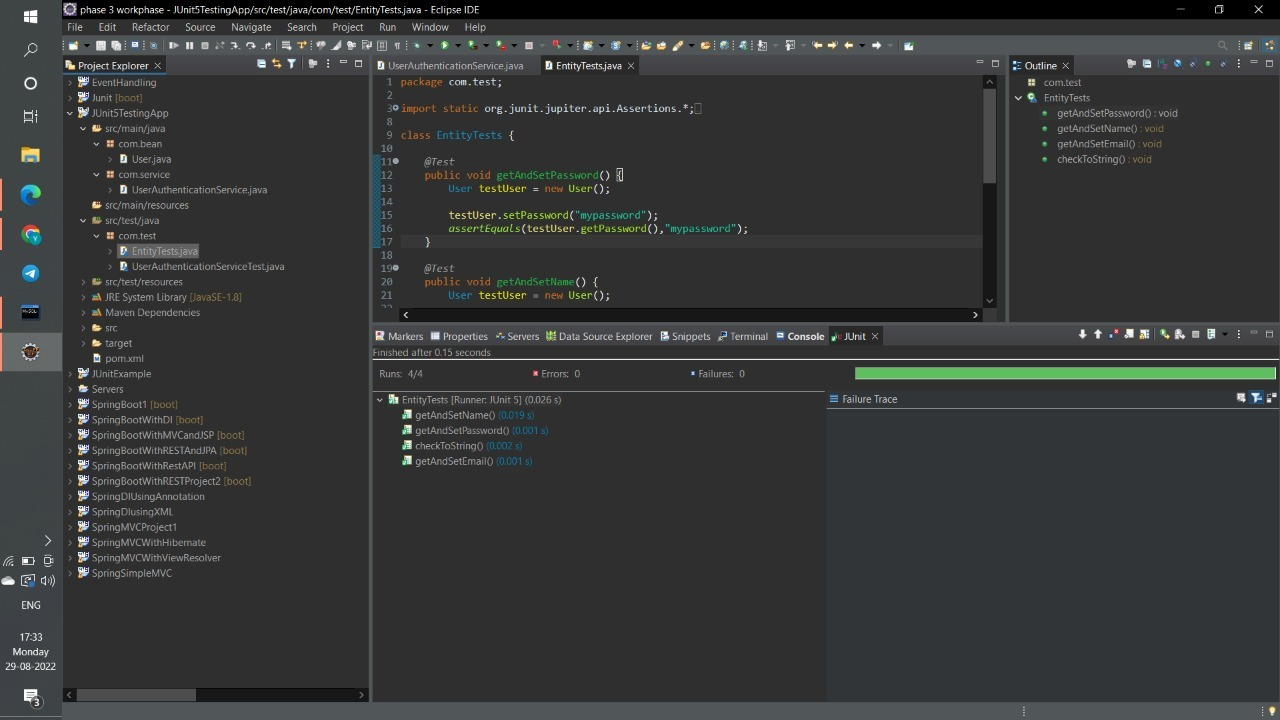 phase 3 workphase - JUnit5TestingApp/src/test/java/com/test/EntityTests.java - Eclipse IDE
File Edit Refactor Source Navigate Search Project Run Window Help
Project Explorer
EventHandling
Junit [boot]
JUnit5TestingApp
src/main/java
com.bean
User.java
com.service
UserAuthenticationService.java
src/main/resources
src/test/java
com.test
EntityTests.java
UserAuthenticationServiceTest.java
src/test/resources
JRE System Library [JavaSE-1.8]
Maven Dependencies
src
target
pom.xml
JUnitExample
Servers
SpringBoot1 [boot]
SpringBootWithDI [boot]
SpringBootWithMVCandJSP [boot]
SpringBootWithRESTAndJPA [boot]
SpringBootWithRestAPI [boot]
SpringBootWithRESTProject2 [boot]
SpringDIUsingAnnotation
SpringDIusingXML
SpringMVCProject1
SpringMVCWithHibernate
SpringMVCWithViewResolver
SpringSimpleMVC
UserAuthenticationService.java EntityTests.java
1 package com.test;
2
3 import static org.junit.jupiter.api.Assertions.*;
8
9 class EntityTests {
10
11 @Test
12 public void getAndSetPassword() {
13 User testUser = new User();
14
15 testUser.setPassword("mypassword");
16 assertEquals(testUser.getPassword(),"mypassword");
17 }
18
19 @Test
20 public void getAndSetName() {
21 User testUser = new User();
22
Outline
com.test
EntityTests
getAndSetPassword() : void
getAndSetName() : void
getAndSetEmail() : void
checkToString() : void
Markers Properties Servers Data Source Explorer Snippets Terminal Console JUnit
Finished after 0.15 seconds
Runs: 4/4 Errors: 0 Failures: 0
EntityTests [Runner: JUnit 5] (0.026 s)
getAndSetName() (0.019 s)
getAndSetPassword() (0.001 s)
checkToString() (0.002 s)
getAndSetEmail() (0.001 s)
Failure Trace
ENG
17:33
Monday
29-08-2022
3